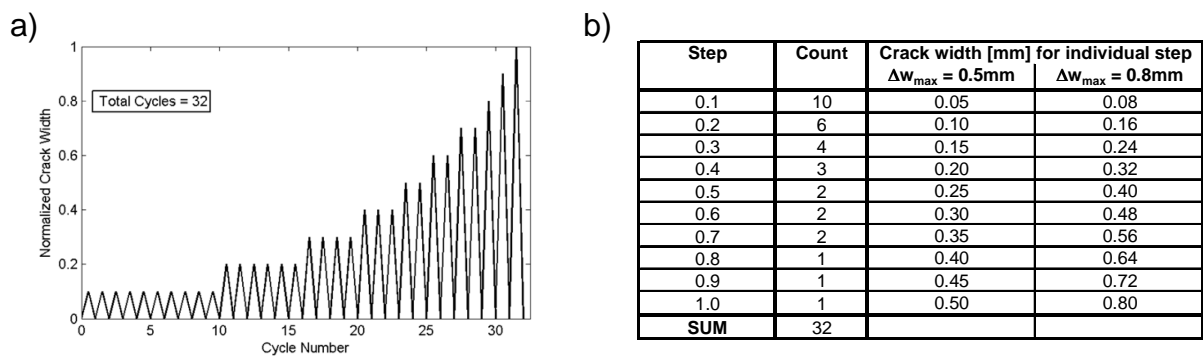 a)
Normalized Crack Width
1
0.8
0.6
0.4
0.2
0
Total Cycles = 32
0 5 10 15 20 25 30
Cycle Number
b)
Step Count Crack width [mm] for individual step
Δwmax = 0.5mm Δwmax = 0.8mm
0.1 10 0.05 0.08
0.2 6 0.10 0.16
0.3 4 0.15 0.24
0.4 3 0.20 0.32
0.5 2 0.25 0.40
0.6 2 0.30 0.48
0.7 2 0.35 0.56
0.8 1 0.40 0.64
0.9 1 0.45 0.72
1.0 1 0.50 0.80
SUM 32